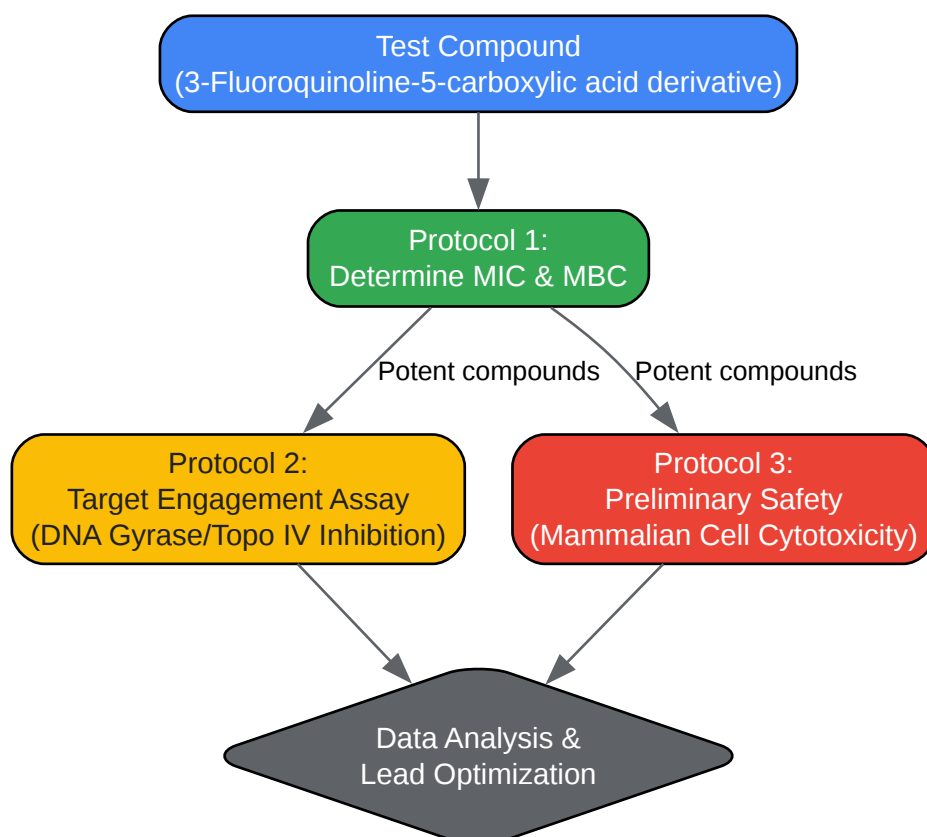 Test Compound
(3-Fluoroquinoline-5-carboxylic acid derivative)
Protocol 1:
Determine MIC & MBC
Potent compounds
Potent compounds
Protocol 2:
Target Engagement Assay
(DNA Gyrase/Topo IV Inhibition)
Protocol 3:
Preliminary Safety
(Mammalian Cell Cytotoxicity)
Data Analysis &
Lead Optimization